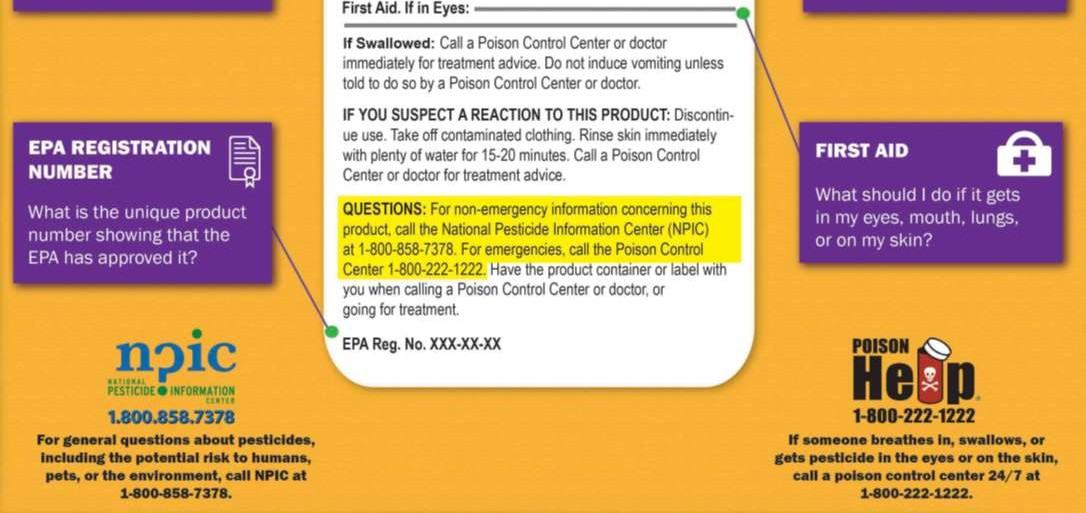 First Aid. If in Eyes:
If Swallowed: Call a Poison Control Center or doctor
immediately for treatment advice. Do not induce vomiting unless
told to do so by a Poison Control Center or doctor.
IF YOU SUSPECT A REACTION TO THIS PRODUCT: Discontin-
ue use. Take off contaminated clothing. Rinse skin immediately
with plenty of water for 15-20 minutes. Call a Poison Control
Center or doctor for treatment advice.
QUESTIONS: For non-emergency information concerning this
product, call the National Pesticide Information Center (NPIC)
at 1-800-858-7378. For emergencies, call the Poison Control
Center 1-800-222-1222. Have the product container or label with
you when calling a Poison Control Center or doctor, or
going for treatment.
EPA Reg. No. XXX-XX-XX
EPA REGISTRATION
NUMBER
What is the unique product
number showing that the
EPA has approved it?
FIRST AID
What should I do if it gets
in my eyes, mouth, lungs,
or on my skin?
npic
NATIONAL
PESTICIDE INFORMATION
CENTER
1.800.858.7378
For general questions about pesticides,
including the potential risk to humans,
pets, or the environment, call NPIC at
1-800-858-7378.
POISON
Help
1-800-222-1222
If someone breathes in, swallows, or
gets pesticide in the eyes or on the skin,
call a poison control center 24/7 at
1-800-222-1222.